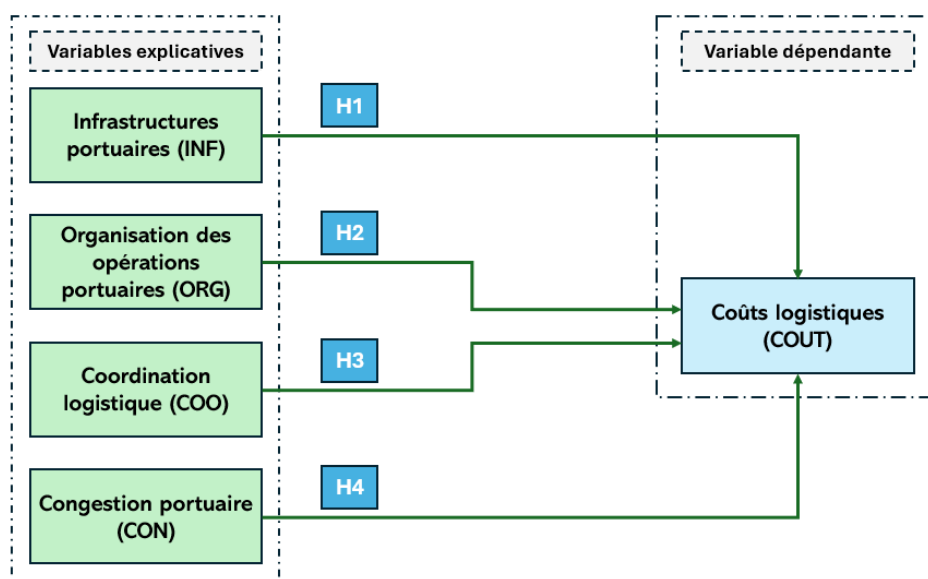 Variables explicatives
Variable dépendante
Infrastructures
portuaires (INF)
H1
Organisation des
opérations
portuaires (ORG)
H2
Coûts logistiques
(COUT)
Coordination
logistique (COO)
H3
Congestion portuaire
(CON)
H4